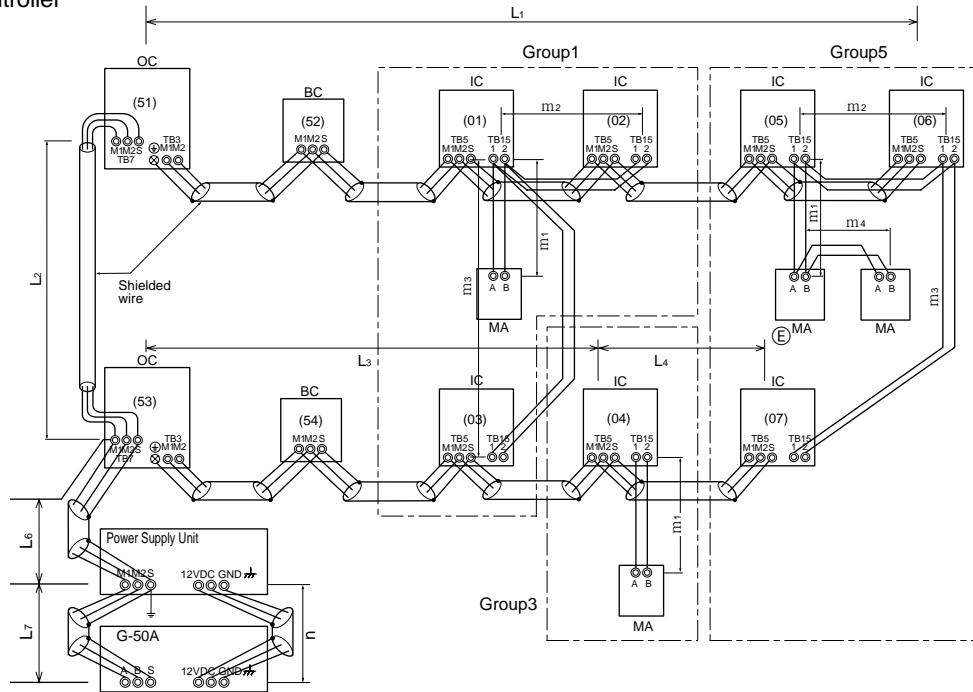 ntroller
L1
Group1
Group5
OC
IC
IC
IC
IC
(51)
BC
(01)
m2
(02)
(05)
m2
(06)
(52)
M1M2S
TB7
TB3
M1M2
M1M2S
TB5
M1M2S
TB15
1 2
TB5
M1M2S
TB15
1 2
TB5
M1M2S
TB15
1 2
TB5
M1M2S
TB15
1 2
L2
Shielded
wire
m3
m1
m1
m4
m3
A B
MA
A B
MA
A B
MA
E
L3
L4
OC
BC
IC
IC
IC
(53)
(54)
(03)
(04)
(07)
M1M2S
TB7
TB3
M1M2
M1M2S
TB5
M1M2S
TB15
1 2
TB5
M1M2S
TB15
1 2
TB5
M1M2S
TB15
1 2
m1
L6
Power Supply Unit
M1M2S
12VDC GND
L7
n
G-50A
A B S
12VDC GND
Group3
A B
MA